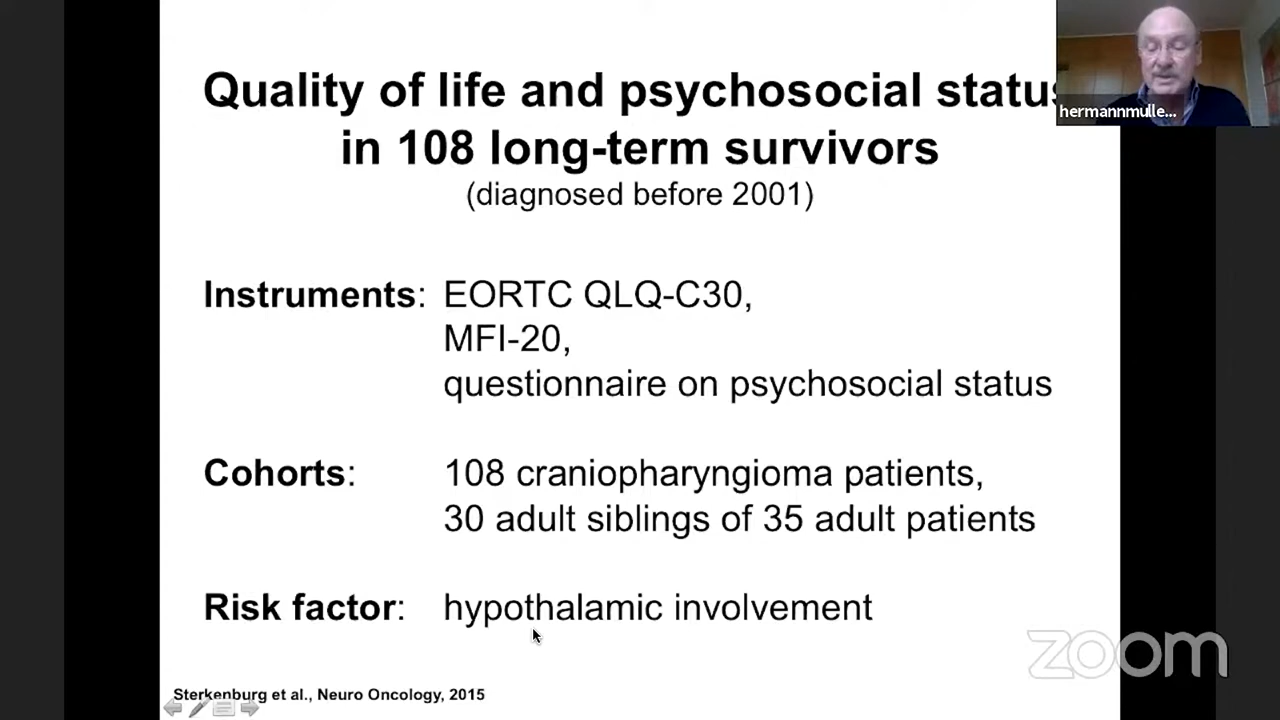 Quality of life and psychosocial status
in 108 long-term survivors
(diagnosed before 2001)
hermannmulle...
Instruments: EORTC QLQ-C30,
MFI-20,
questionnaire on psychosocial status
Cohorts: 108 craniopharyngioma patients,
30 adult siblings of 35 adult patients
Risk factor: hypothalamic involvement
zoom
Sterkenburg et al., Neuro Oncology, 2015